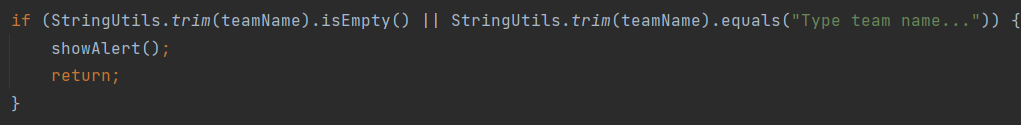 if (StringUtils.trim(teamName).isEmpty() || StringUtils.trim(teamName).equals("Type team name...")) {
    showAlert();
    return;
}